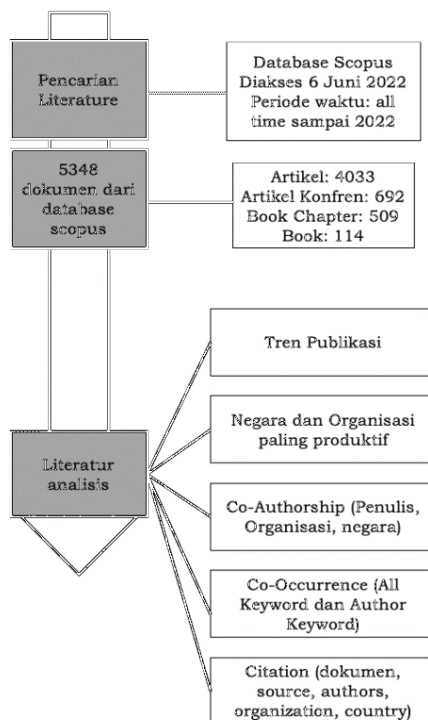 Pencarian
Literature
Database Scopus
Diakses 6 Juni 2022
Periode waktu: all
time sampai 2022
5348
dokumen dari
database
scopus
Artikel: 4033
Artikel Konfren: 692
Book Chapter: 509
Book: 114
Literatur
analisis
Tren Publikasi
Negara dan Organisasi
paling produktif
Co-Authorship (Penulis,
Organisasi, negara)
Co-Occurrence (All
Keyword dan Author
Keyword)
Citation (dokumen,
source, authors,
organization, country)